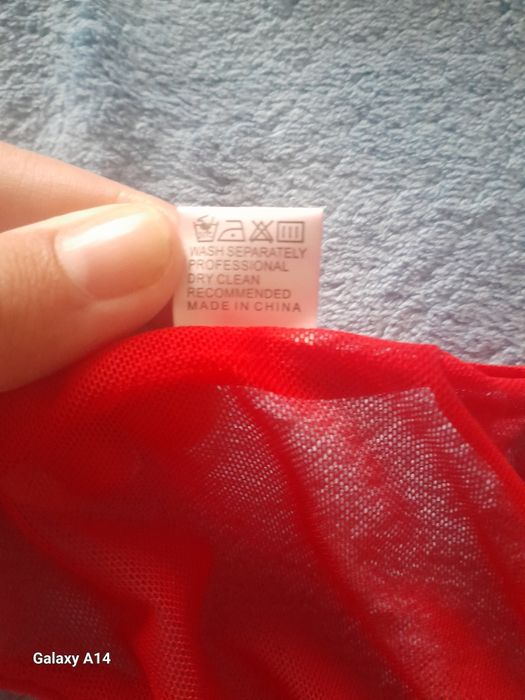 WASH SEPARATELY
PROFESSIONAL
DRY CLEAN
RECOMMENDED
MADE IN CHINA
Galaxy A14